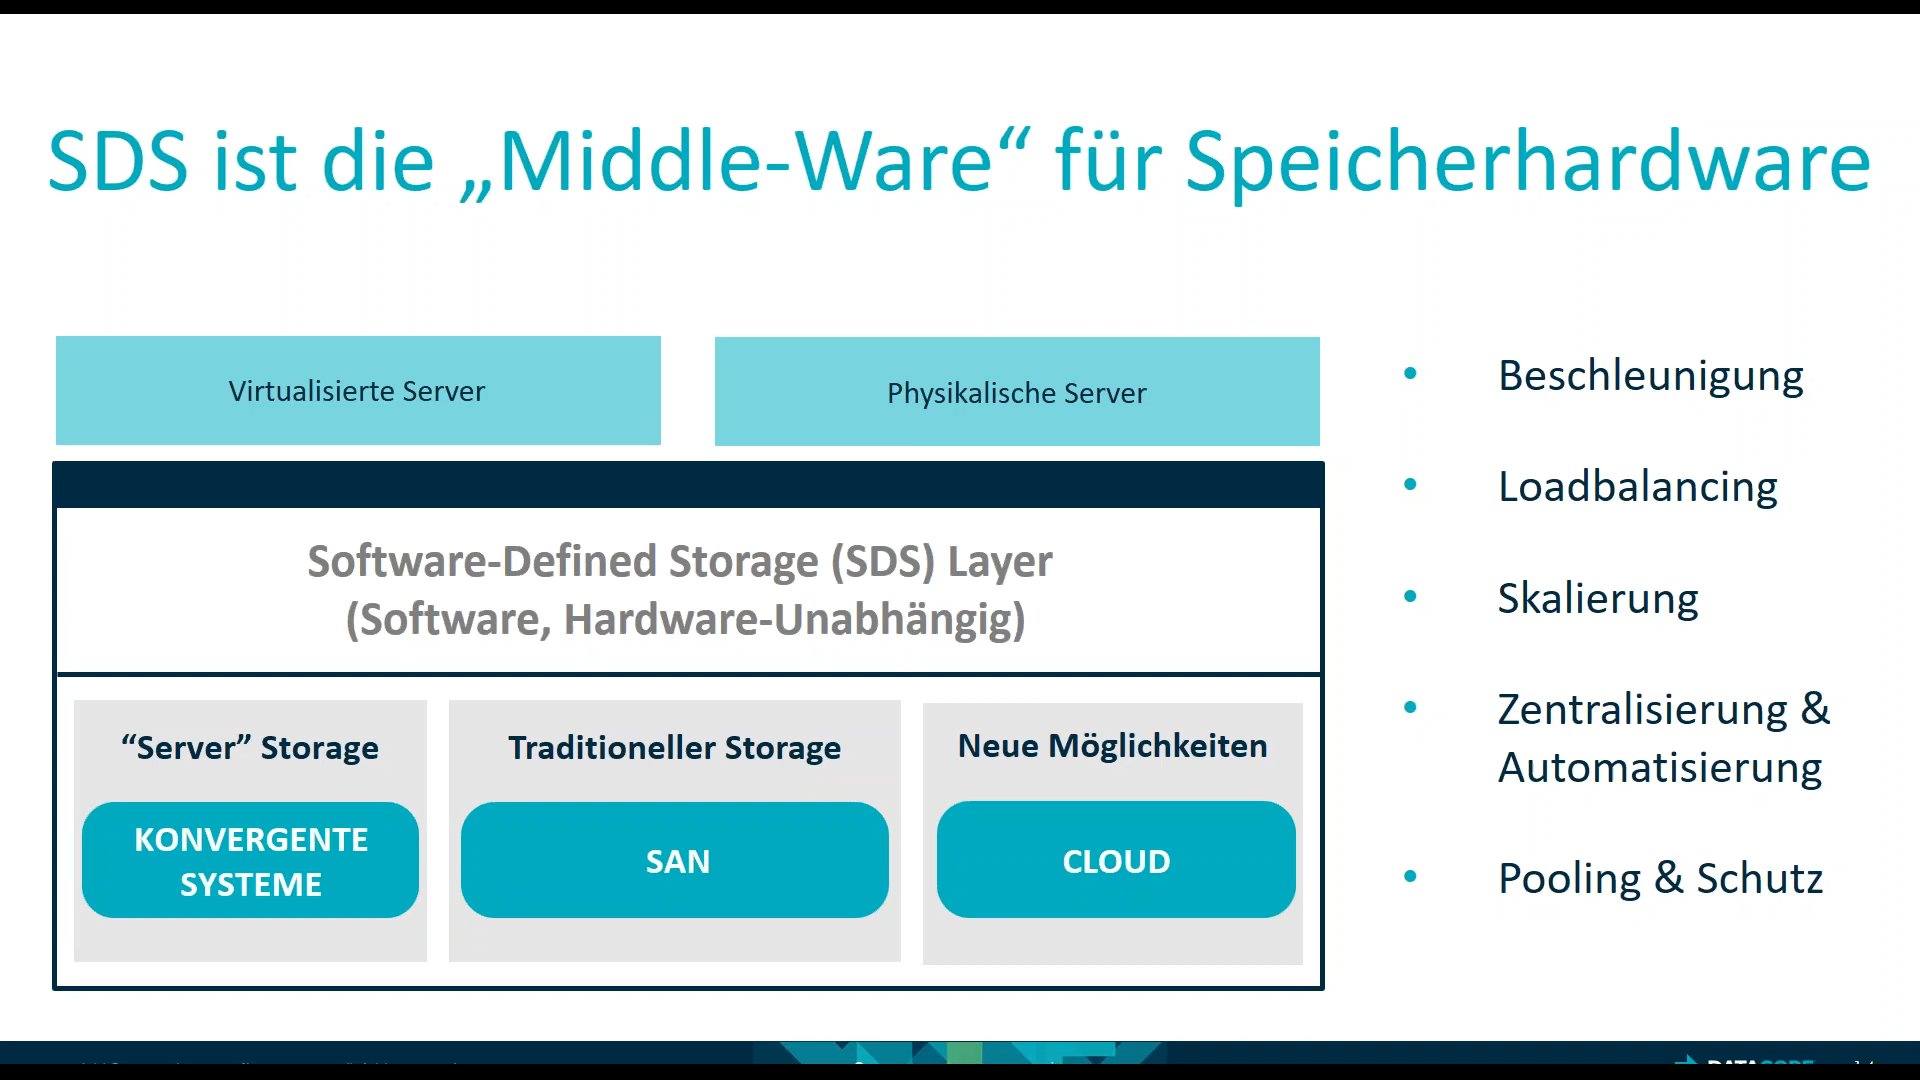 SDS ist die „Middle-Ware“ für Speicherhardware
Virtualisierte Server
Physikalische Server
Software-Defined Storage (SDS) Layer
(Software, Hardware-Unabhängig)
“Server” Storage
KONVERGENTE
SYSTEME
Traditioneller Storage
SAN
Neue Möglichkeiten
CLOUD
• Beschleunigung
• Loadbalancing
• Skalierung
• Zentralisierung &
Automatisierung
• Pooling & Schutz
DATACORE